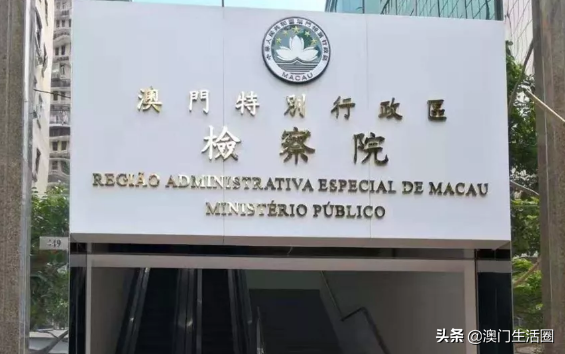 MACAU
澳門特別行政區
檢察院
REGIÃO ADMINISTRATIVA ESPECIAL DE MACAU
MINISTÉRIO PÚBLICO
头条 @澳门生活圈